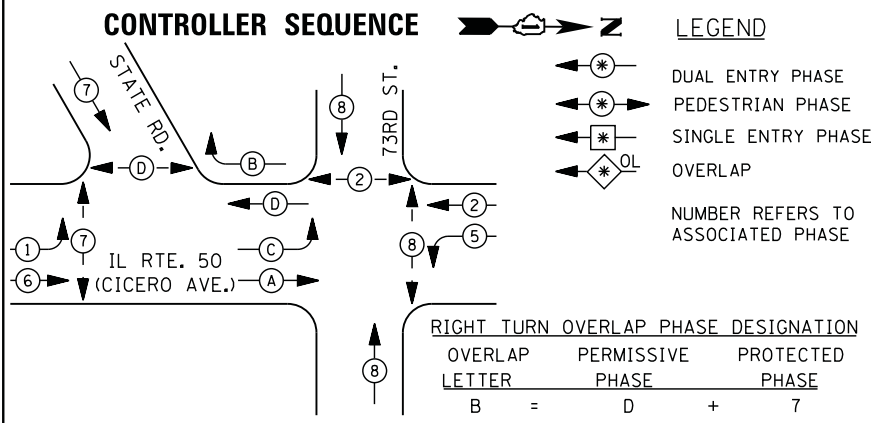 CONTROLLER SEQUENCE
N
LEGEND
* DUAL ENTRY PHASE
* PEDESTRIAN PHASE
* SINGLE ENTRY PHASE
* OL OVERLAP
NUMBER REFERS TO
ASSOCIATED PHASE
STATE RD.
73RD ST.
7
8
D
B
2
D
2
1
7
C
8
5
6
IL RTE. 50
(CICERO AVE.)
A
8
RIGHT TURN OVERLAP PHASE DESIGNATION
OVERLAP PERMISSIVE PROTECTED
LETTER PHASE PHASE
B = D + 7